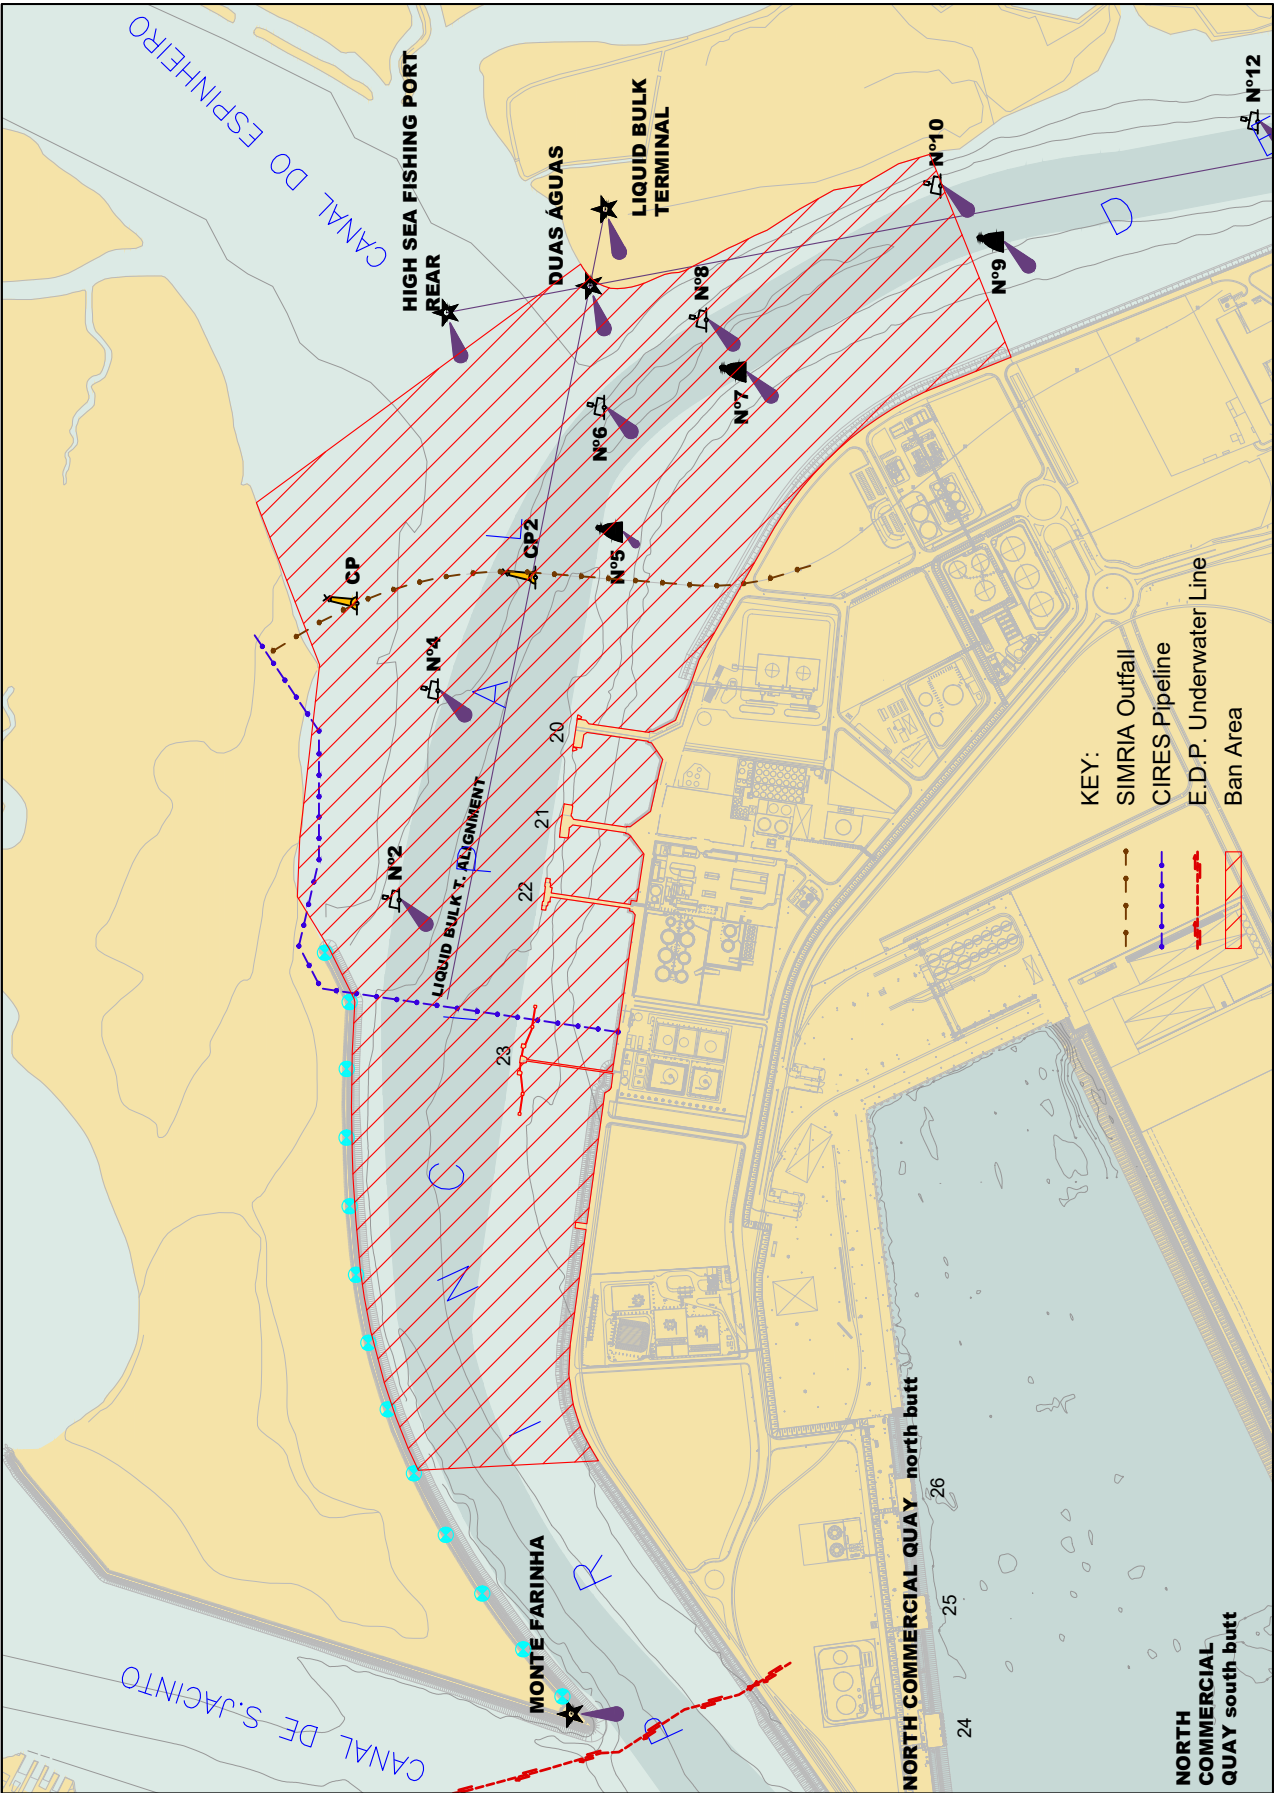 CANAL DO ESPINHEIRO
HIGH SEA FISHING PORT
REAR
DUAS ÁGUAS
LIQUID BULK
TERMINAL
Nº12
Nº10
Nº9
Nº8
Nº7
Nº6
Nº5
CP
CP2
Nº4
Nº2
LIQUID BULK T. ALIGNMENT
20
21
22
23
P R I N C I P A L
D
MONTE FARINHA
CANAL DE S.JACINTO
NORTH COMMERCIAL QUAY north butt
26
25
24
NORTH
COMMERCIAL
QUAY south butt
KEY:
SIMRIA Outfall
CIRES Pipeline
E.D.P. Underwater Line
Ban Area